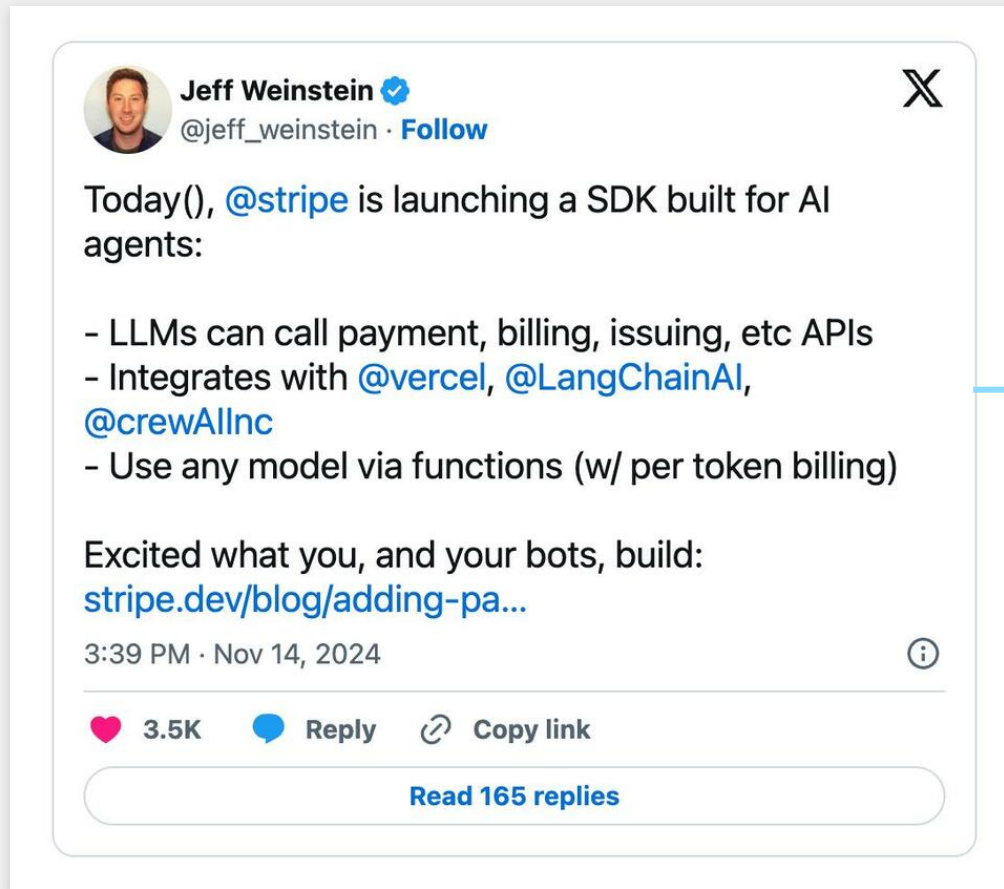 Jeff Weinstein
@jeff_weinstein · Follow
Today(), @stripe is launching a SDK built for AI
agents:
- LLMs can call payment, billing, issuing, etc APIs
- Integrates with @vercel, @LangChainAI,
@crewAIInc
- Use any model via functions (w/ per token billing)
Excited what you, and your bots, build:
stripe.dev/blog/adding-pa...
3:39 PM · Nov 14, 2024
3.5K Reply Copy link
Read 165 replies